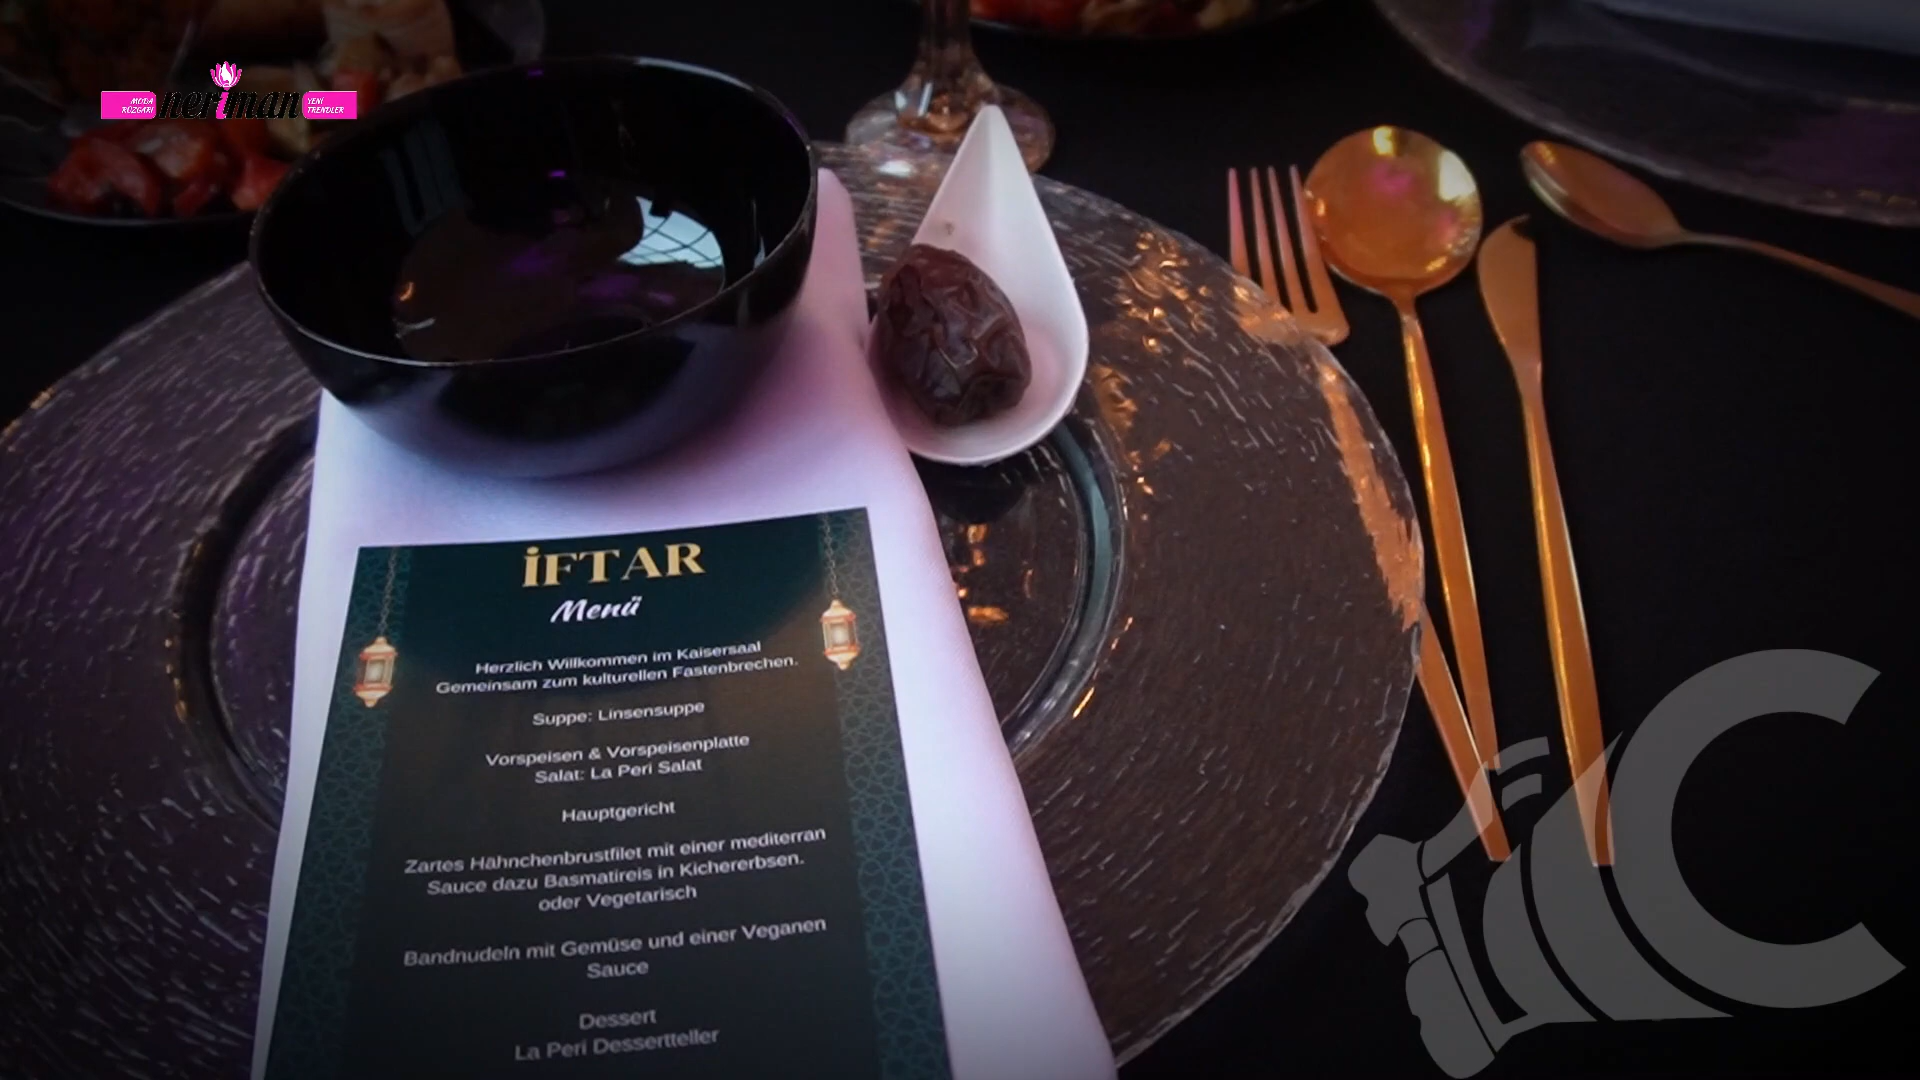 MODA
RÜZGARI
neriman
YENİ
TRENDLER
İFTAR
Menü
Herzlich Willkommen im Kaisersaal
Gemeinsam zum kulturellen Fastenbrechen.
Suppe: Linsensuppe
Vorspeisen & Vorspeisenplatte
Salat: La Peri Salat
Hauptgericht
Zartes Hähnchenbrustfilet mit einer mediterran
Sauce dazu Basmatireis in Kichererbsen.
oder Vegetarisch
Bandnudeln mit Gemüse und einer Veganen
Sauce
Dessert
La Peri Dessertteller